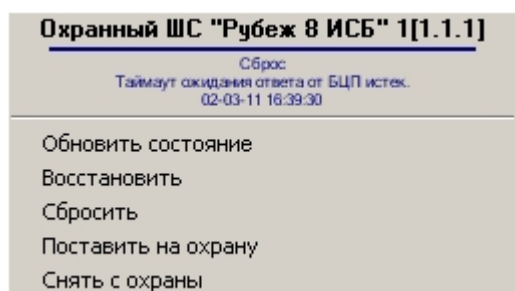 Охранный ШС "Рубеж 8 ИСБ" 1[1.1.1]
Сброс
Таймаут ожидания ответа от БЦП истек.
02-03-11 16:39:30
Обновить состояние
Восстановить
Сбросить
Поставить на охрану
Снять с охраны